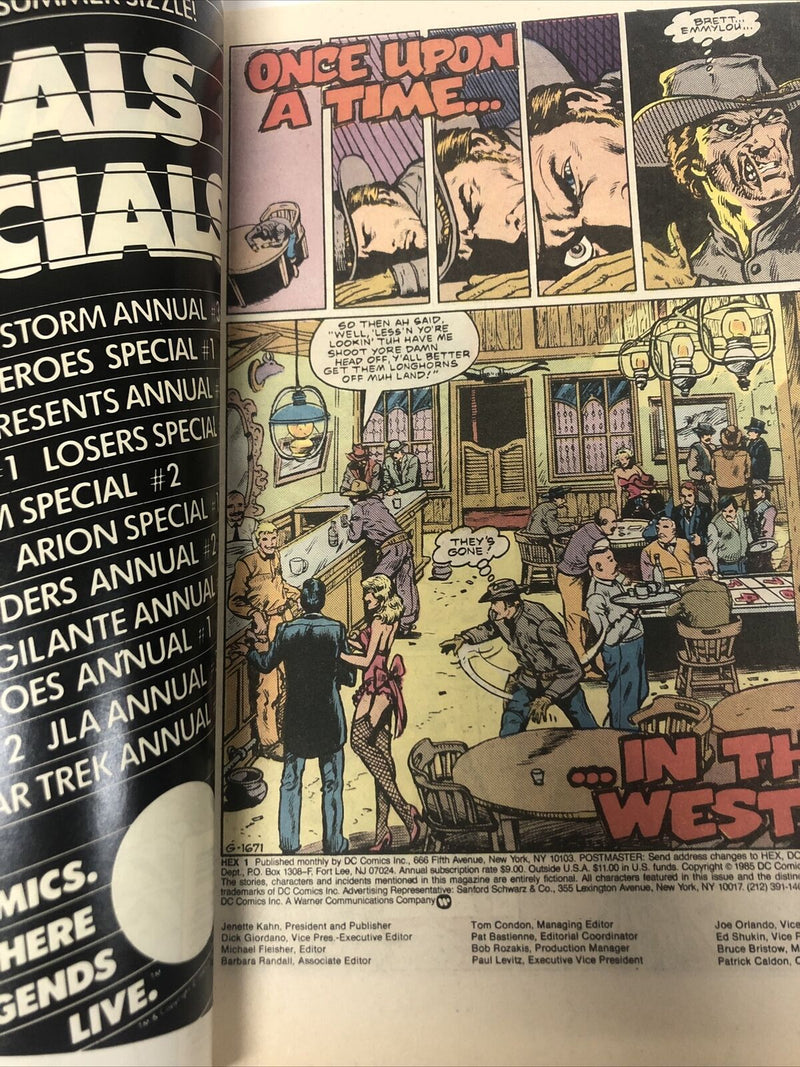 SUMMER SIZZLE!
ALS
CIALS
STORM ANNUAL #3
EROES SPECIAL #1
RESENTS ANNUAL
#1 LOSERS SPECIAL
M SPECIAL #2
ARION SPECIAL
DERS ANNUAL #2
GILANTE ANNUAL
OES ANNUAL #1
2 JLA ANNUAL
AR TREK ANNUAL
MICS.
HERE
GENDS
LIVE.™
ONCE UPON
A TIME...
BRETT...
EMMYLOU...
SO THEN AH SAID,
"WELL, 'LESS'N YO'RE
LOOKIN' TUH HAVE ME
SHOOT YORE DAMN
HEAD OFF, Y'ALL BETTER
GET THEM LONGHORNS
OFF MUH LAND!"
THEY'S
GONE?
...IN TH
WEST
G-1671
HEX 1 Published monthly by DC Comics Inc., 666 Fifth Avenue, New York, NY 10103. POSTMASTER: Send address changes to HEX, DC
Dept., P.O. Box 1308-F, Fort Lee, NJ 07024. Annual subscription rate $9.00. Outside U.S.A. $11.00 in U.S. funds. Copyright © 1985 DC Comic
The stories, characters and incidents mentioned in this magazine are entirely fictional. All characters featured in this issue and the distinc
trademarks of DC Comics Inc. Advertising Representative: Sanford Schwarz & Co., 355 Lexington Avenue, New York, NY 10017. (212) 391-140
DC Comics Inc. A Warner Communications Company
Jenette Kahn, President and Publisher
Dick Giordano, Vice Pres.-Executive Editor
Michael Fleisher, Editor
Barbara Randall, Associate Editor
Tom Condon, Managing Editor
Pat Bastienne, Editorial Coordinator
Bob Rozakis, Production Manager
Paul Levitz, Executive Vice President
Joe Orlando, Vice
Ed Shukin, Vice P
Bruce Bristow, M
Patrick Caldon, C